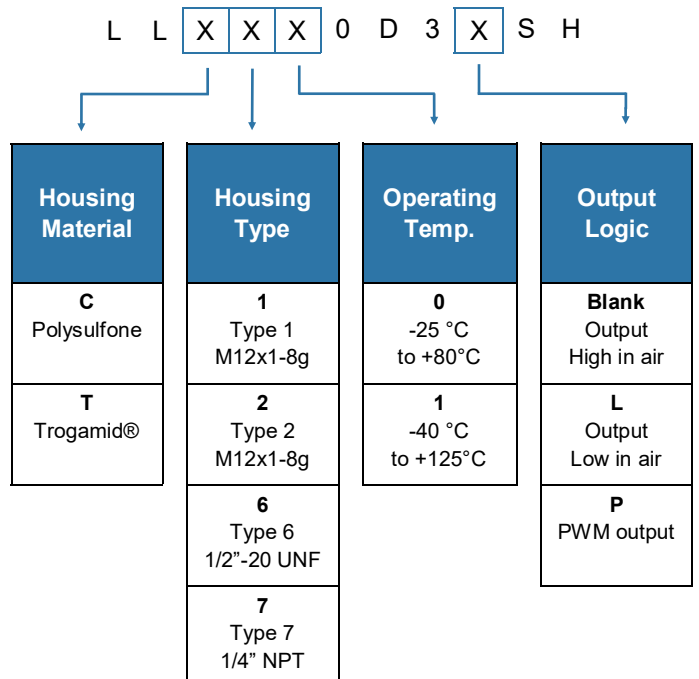 L L X X X 0 D 3 X S H
Housing
Material
C
Polysulfone
T
Trogamid®
Housing
Type
1
Type 1
M12x1-8g
2
Type 2
M12x1-8g
6
Type 6
1/2”-20 UNF
7
Type 7
1/4” NPT
Operating
Temp.
0
-25 °C
to +80°C
1
-40 °C
to +125°C
Output
Logic
Blank
Output
High in air
L
Output
Low in air
P
PWM output